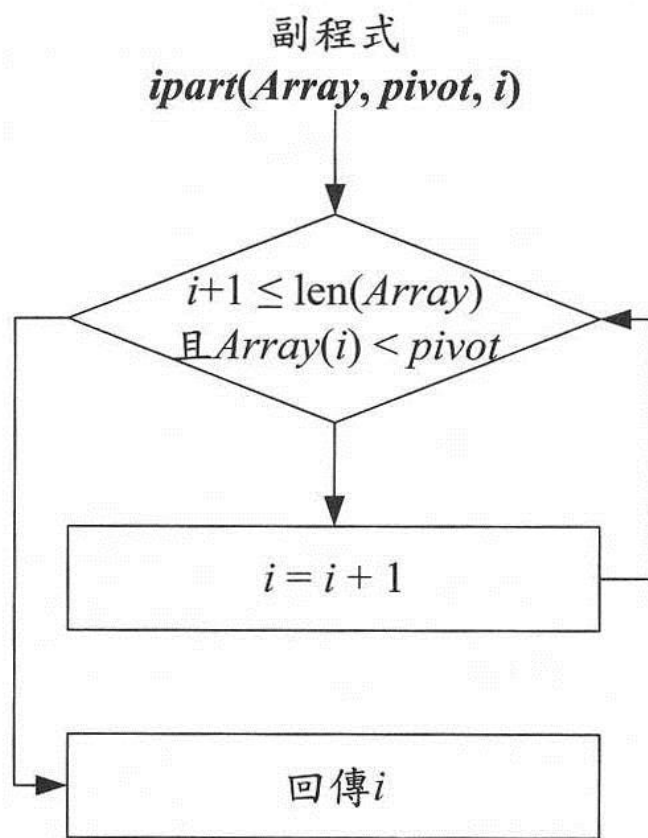 副程式
ipart(Array, pivot, i)
i+1 ≤ len(Array)
且Array(i) < pivot
i = i + 1
回傳i